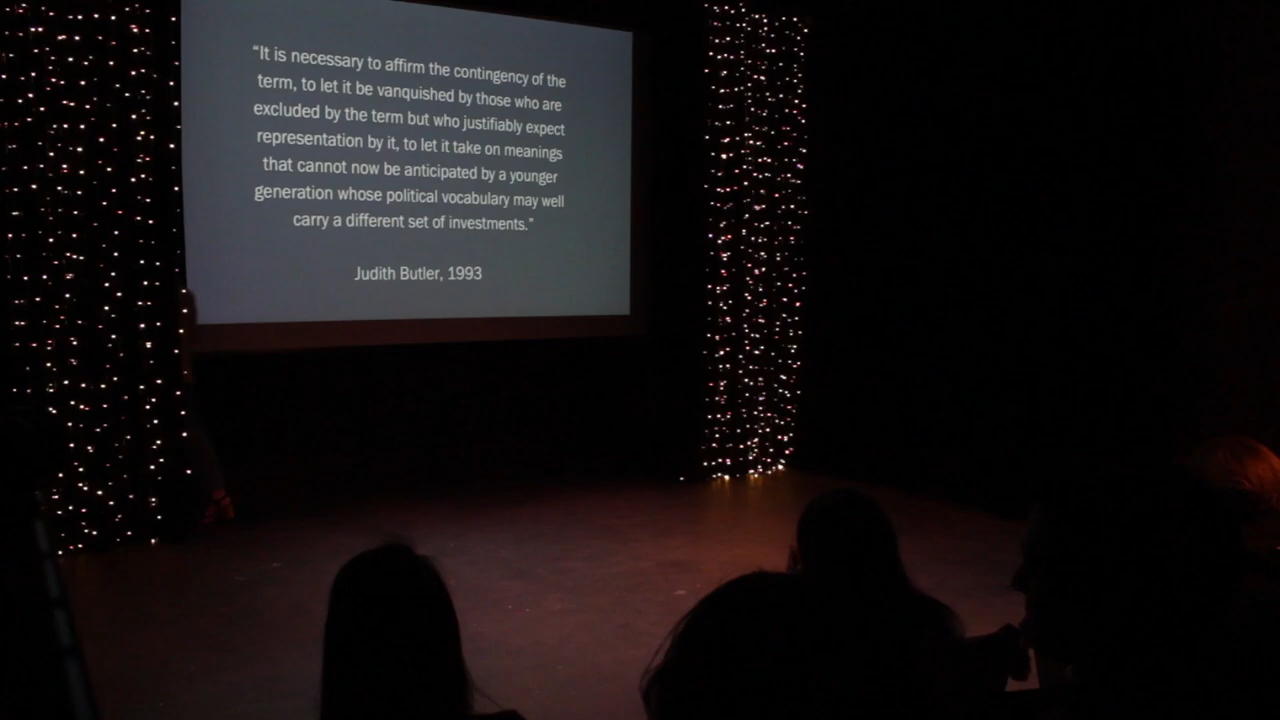 “It is necessary to affirm the contingency of the
term, to let it be vanquished by those who are
excluded by the term but who justifiably expect
representation by it, to let it take on meanings
that cannot now be anticipated by a younger
generation whose political vocabulary may well
carry a different set of investments.”
Judith Butler, 1993